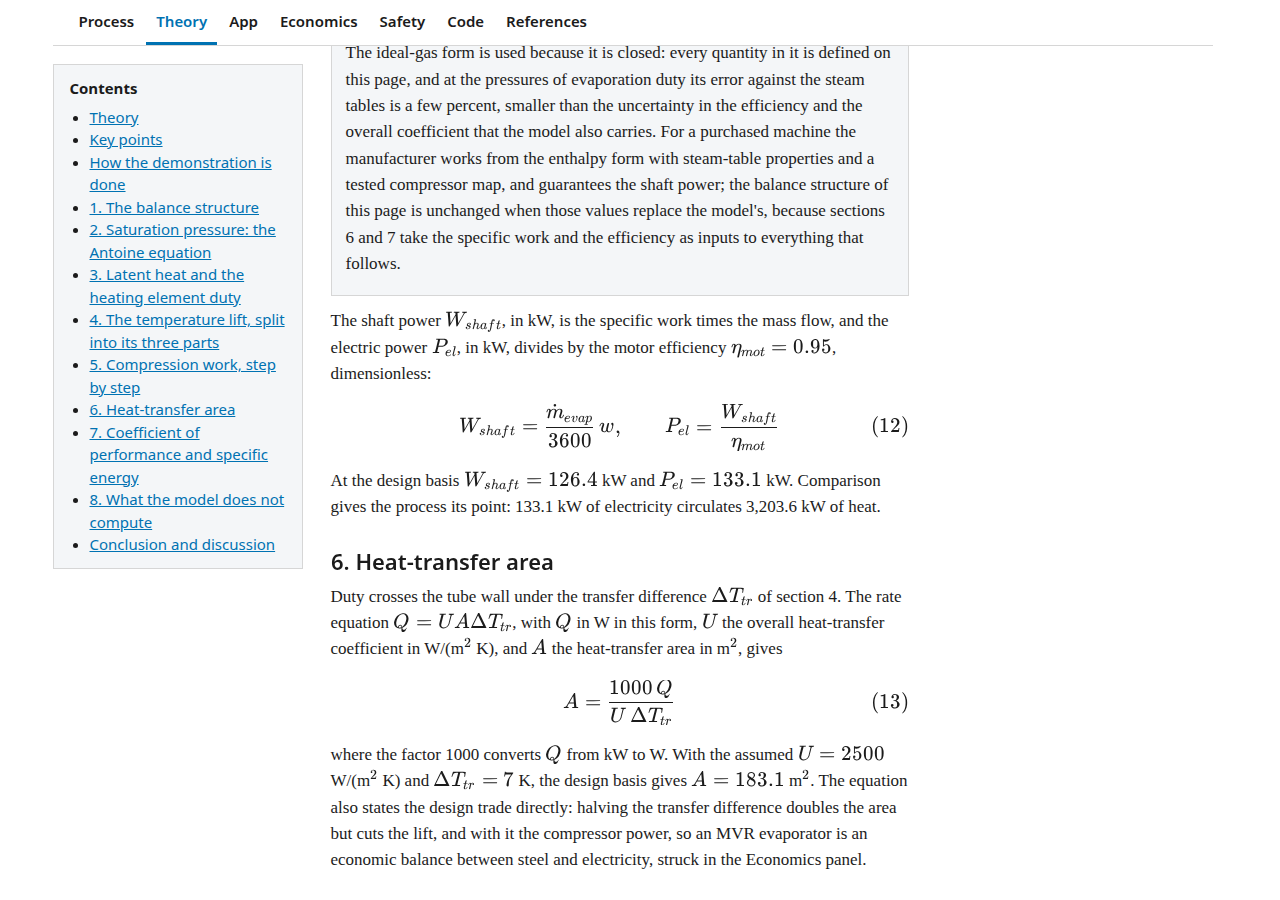 Process Theory App Economics Safety Code References
Contents
Theory
Key points
How the demonstration is
done
1. The balance structure
2. Saturation pressure: the
Antoine equation
3. Latent heat and the
heating element duty
4. The temperature lift, split
into its three parts
5. Compression work, step
by step
6. Heat-transfer area
7. Coefficient of
performance and specific
energy
8. What the model does not
compute
Conclusion and discussion
The ideal-gas form is used because it is closed: every quantity in it is defined on
this page, and at the pressures of evaporation duty its error against the steam
tables is a few percent, smaller than the uncertainty in the efficiency and the
overall coefficient that the model also carries. For a purchased machine the
manufacturer works from the enthalpy form with steam-table properties and a
tested compressor map, and guarantees the shaft power; the balance structure of
this page is unchanged when those values replace the model's, because sections
6 and 7 take the specific work and the efficiency as inputs to everything that
follows.
The shaft power W_shaft, in kW, is the specific work times the mass flow, and the
electric power P_el, in kW, divides by the motor efficiency η_mot = 0.95,
dimensionless:
W_shaft = ṁ_evap / 3600 w, P_el = W_shaft / η_mot (12)
At the design basis W_shaft = 126.4 kW and P_el = 133.1 kW. Comparison
gives the process its point: 133.1 kW of electricity circulates 3,203.6 kW of heat.
6. Heat-transfer area
Duty crosses the tube wall under the transfer difference ΔT_tr of section 4. The rate
equation Q = UAΔT_tr, with Q in W in this form, U the overall heat-transfer
coefficient in W/(m² K), and A the heat-transfer area in m², gives
A = 1000 Q / U ΔT_tr (13)
where the factor 1000 converts Q from kW to W. With the assumed U = 2500
W/(m² K) and ΔT_tr = 7 K, the design basis gives A = 183.1 m². The equation
also states the design trade directly: halving the transfer difference doubles the area
but cuts the lift, and with it the compressor power, so an MVR evaporator is an
economic balance between steel and electricity, struck in the Economics panel.